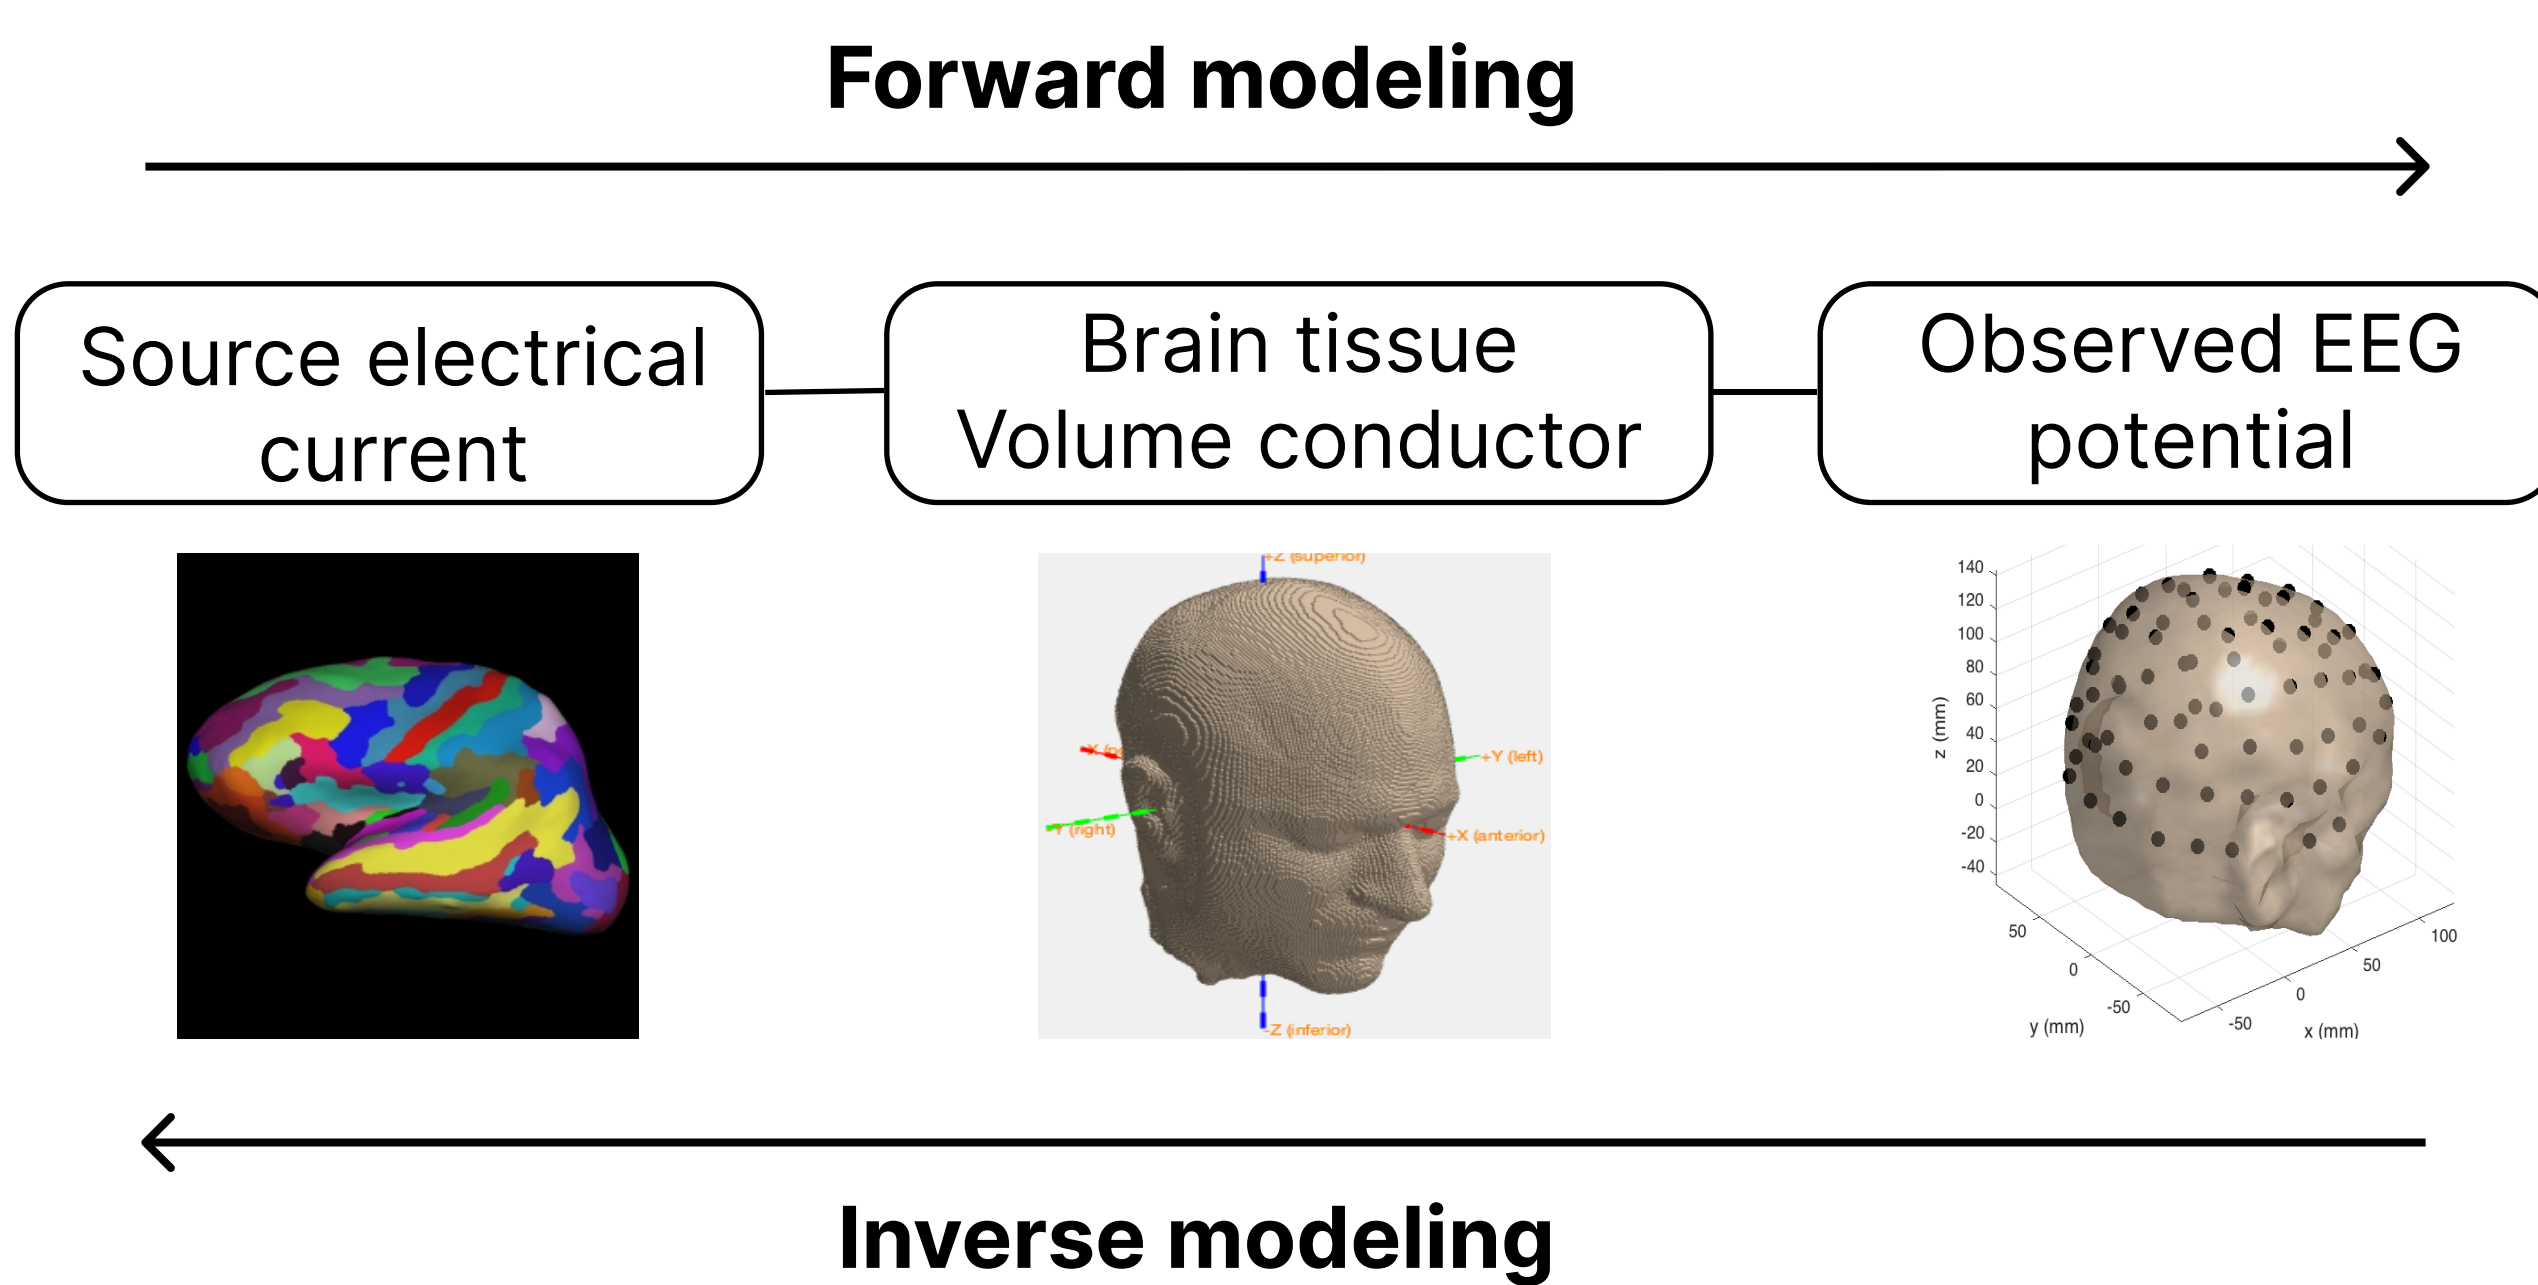 Forward modeling
Source electrical
current
Brain tissue
Volume conductor
Observed EEG
potential
+Z (superior)
+Y (left)
-Y (right)
+X (anterior)
-Z (inferior)
140
120
100
80
60
40
20
0
-20
-40
z (mm)
50
0
-50
y (mm)
100
50
0
-50
x (mm)
Inverse modeling